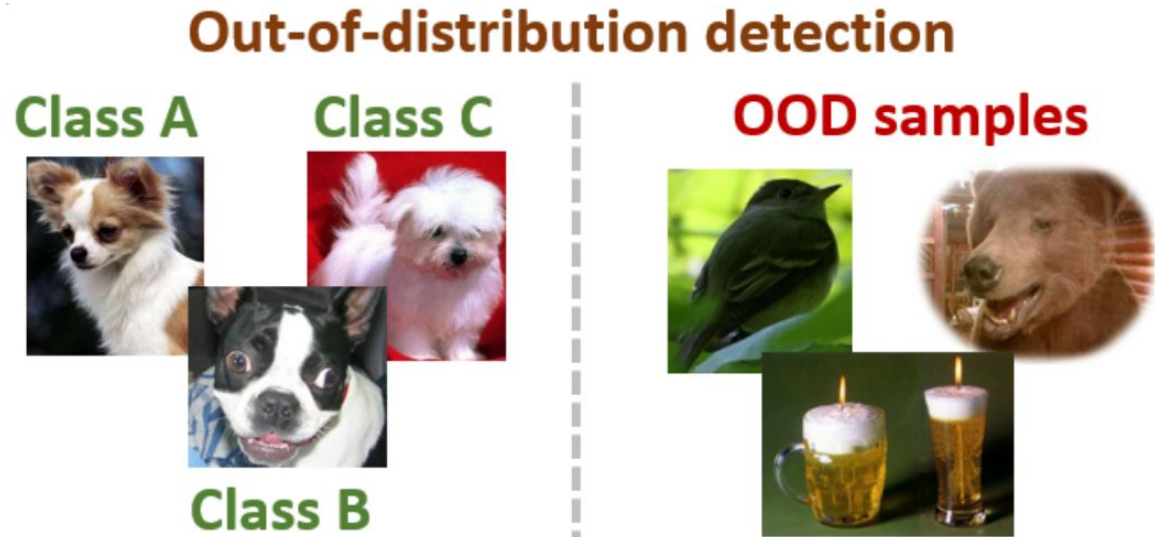 Out-of-distribution detection
Class A
Class C
Class B
OOD samples